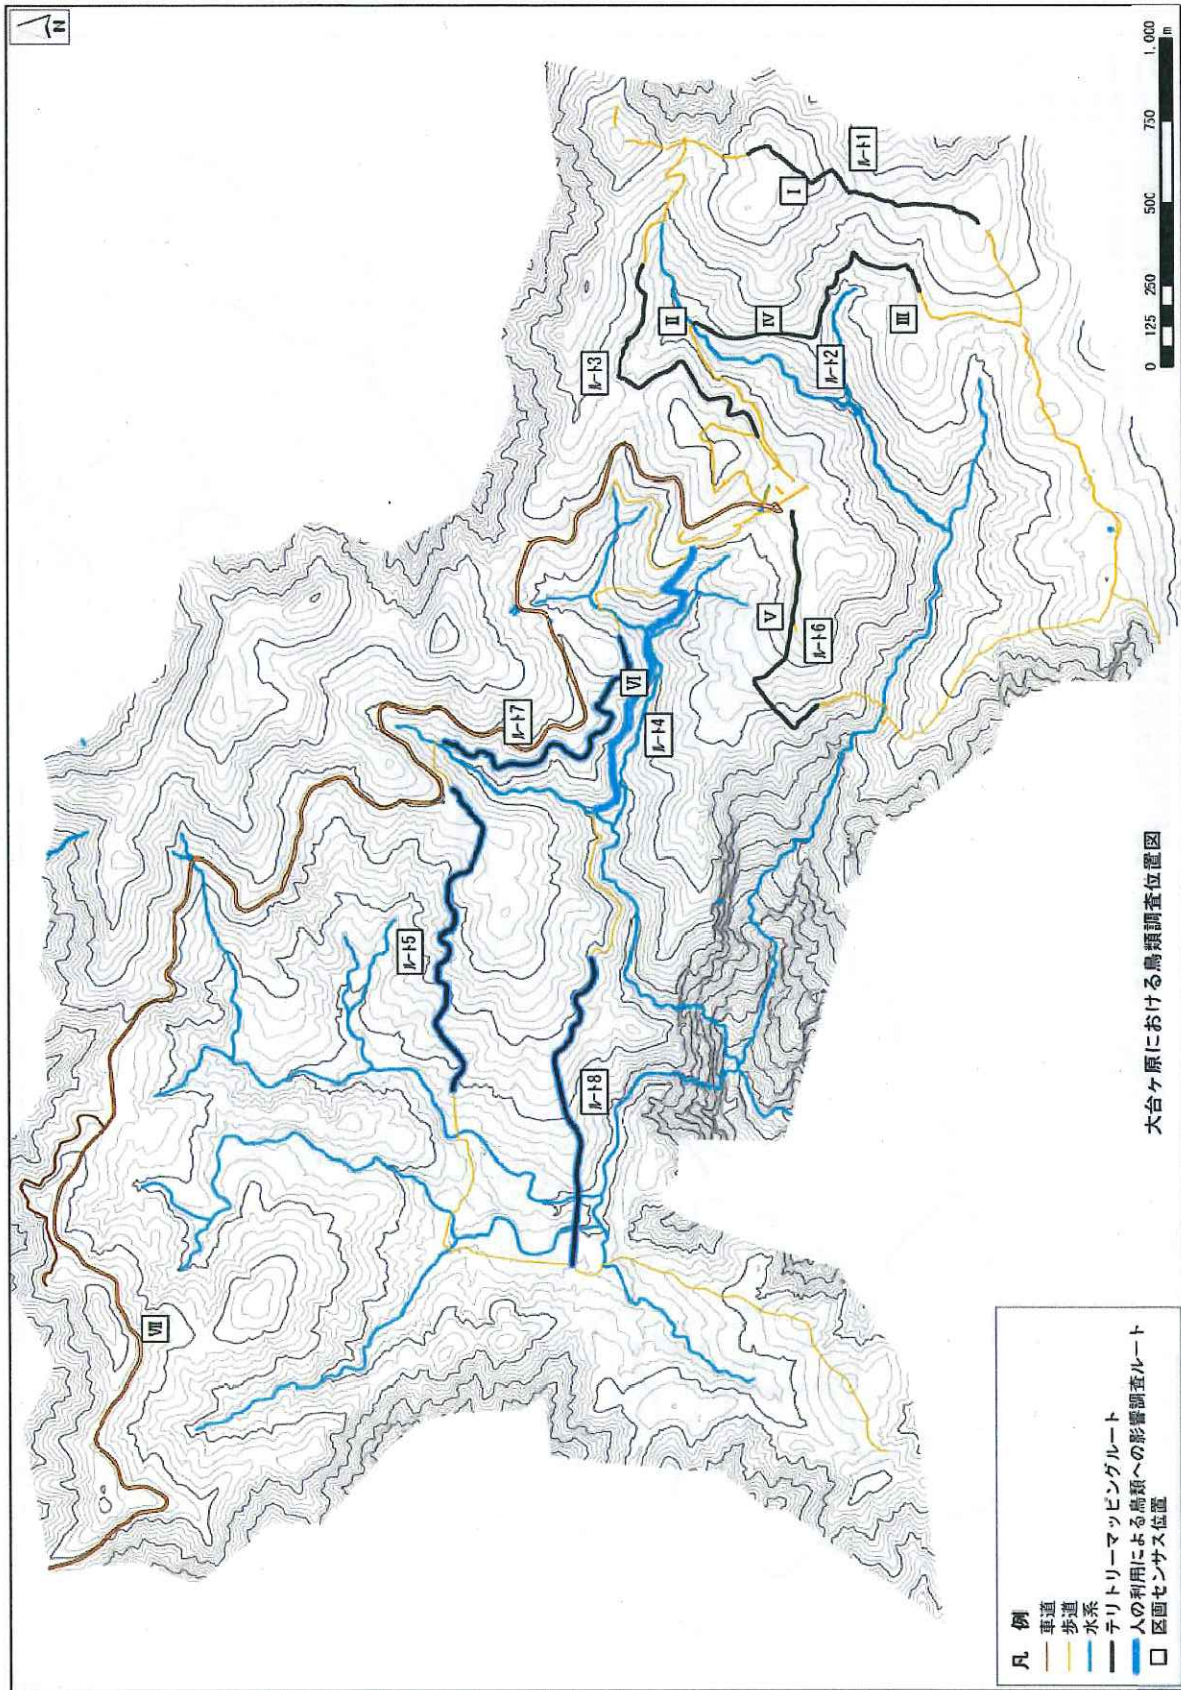 N
ルート1
Ⅰ
ルート3
Ⅱ
Ⅳ
Ⅲ
ルート2
Ⅴ
ルート6
Ⅵ
ルート7
ルート4
ルート5
ルート8
Ⅶ
0 125 250 500 750 1,000
m
大台ヶ原における鳥類調査位置図
凡 例
車道
歩道
水系
テリトリーマッピングルート
人の利用による鳥類への影響調査ルート
区画センサス位置